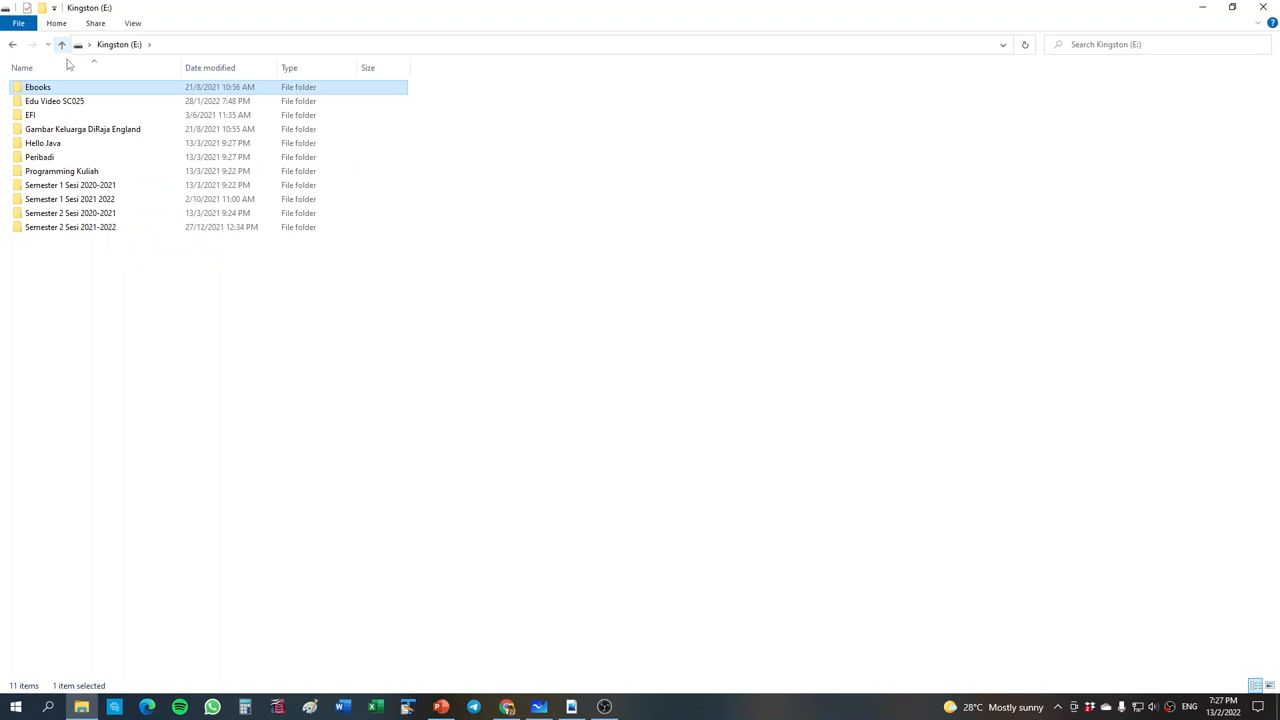 Kingston (E:)
File Home Share View
Kingston (E:) Search Kingston (E:)
Name Date modified Type Size
Ebooks 21/8/2021 10:56 AM File folder
Edu Video SC025 28/1/2022 7:48 PM File folder
EFI 3/6/2021 11:35 AM File folder
Gambar Keluarga DiRaja England 21/8/2021 10:55 AM File folder
Hello Java 13/3/2021 9:27 PM File folder
Peribadi 13/3/2021 9:27 PM File folder
Programming Kuliah 13/3/2021 9:22 PM File folder
Semester 1 Sesi 2020-2021 13/3/2021 9:22 PM File folder
Semester 1 Sesi 2021 2022 2/10/2021 11:00 AM File folder
Semester 2 Sesi 2020-2021 13/3/2021 9:24 PM File folder
Semester 2 Sesi 2021-2022 27/12/2021 12:34 PM File folder
11 items 1 item selected
28°C Mostly sunny ENG 7:27 PM
13/2/2022